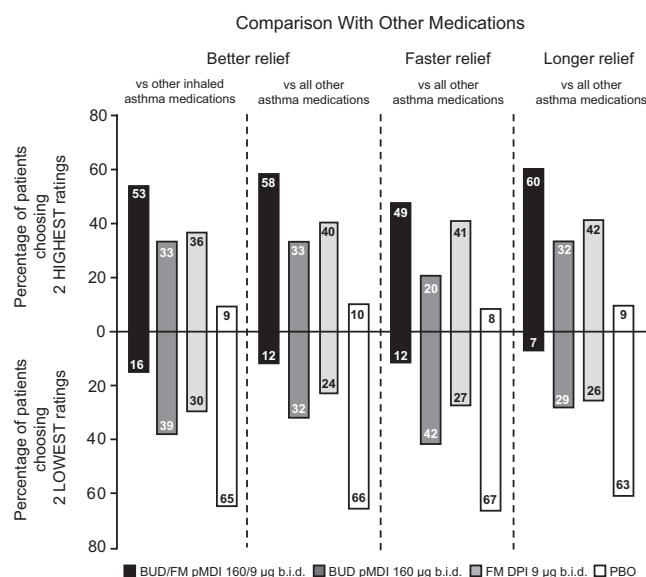 Comparison With Other Medications
Better relief
Faster relief
Longer relief
vs other inhaled
asthma medications
vs all other
asthma medications
vs all other
asthma medications
vs all other
asthma medications
Percentage of patients
choosing
2 HIGHEST ratings
Percentage of patients
choosing
2 LOWEST ratings
80
60
40
20
0
20
40
60
80
53
33
36
9
16
39
30
65
58
33
40
10
12
32
24
66
49
20
41
8
12
42
27
67
60
32
42
9
7
29
26
63
BUD/FM pMDI 160/9 µg b.i.d. BUD pMDI 160 µg b.i.d. FM DPI 9 µg b.i.d. PBO